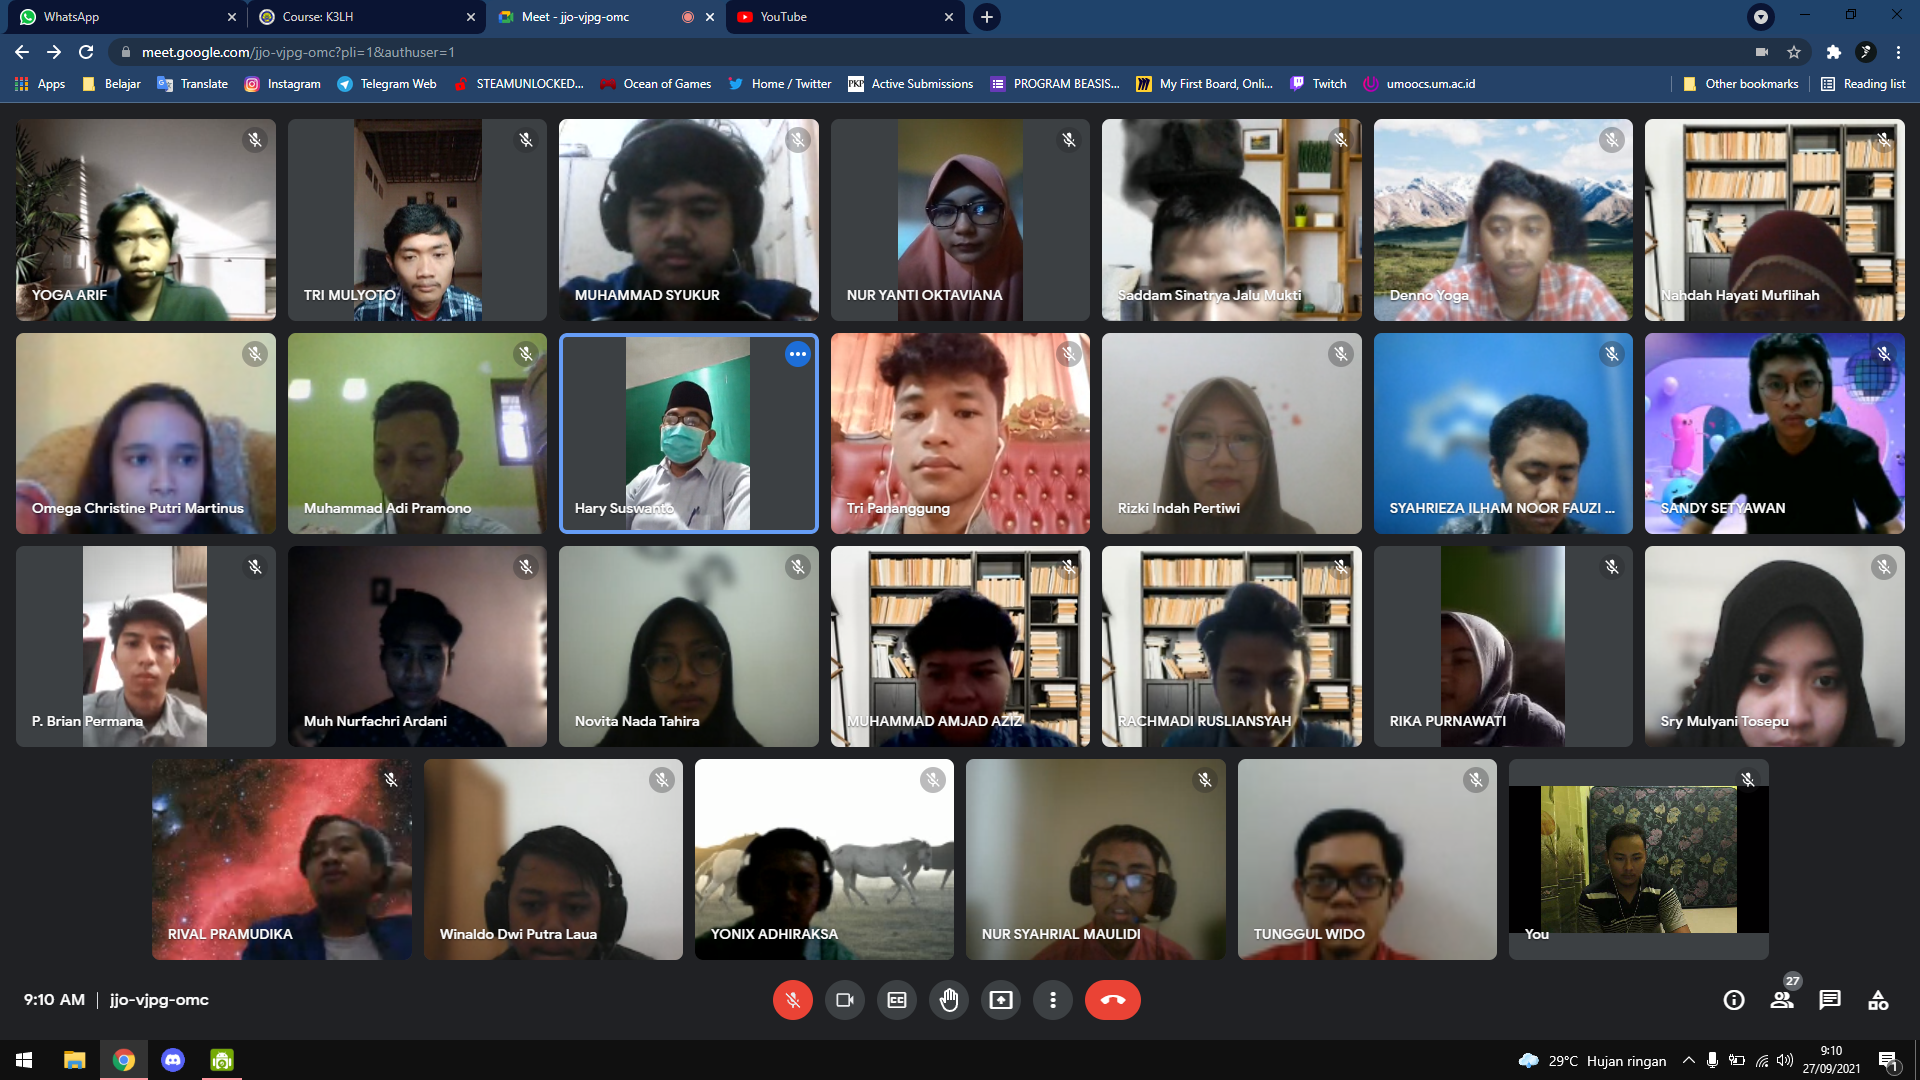 WhatsApp
Course: K3LH
Meet - jjo-vjpg-omc
YouTube
meet.google.com/jjo-vjpg-omc?pli=1&authuser=1
Apps
Belajar
Translate
Instagram
Telegram Web
STEAMUNLOCKED...
Ocean of Games
Home / Twitter
PKP
Active Submissions
PROGRAM BEASIS...
My First Board, Onli...
Twitch
umoocs.um.ac.id
Other bookmarks
Reading list
YOGA ARIF
TRI MULYOTO
MUHAMMAD SYUKUR
NUR YANTI OKTAVIANA
Saddam Sinatrya Jalu Mukti
Denno Yoga
Nahdah Hayati Muflihah
Omega Christine Putri Martinus
Muhammad Adi Pramono
Hary Suswanto
Tri Pananggung
Rizki Indah Pertiwi
SYAHRIEZA ILHAM NOOR FAUZI ...
SANDY SETYAWAN
P. Brian Permana
Muh Nurfachri Ardani
Novita Nada Tahira
MUHAMMAD AMJAD AZIZ
RACHMADI RUSLIANSYAH
RIKA PURNAWATI
Sry Mulyani Tosepu
RIVAL PRAMUDIKA
Winaldo Dwi Putra Laua
YONIX ADHIRAKSA
NUR SYAHRIAL MAULIDI
TUNGGUL WIDO
You
9:10 AM | jjo-vjpg-omc
CC
27
29°C Hujan ringan
9:10
27/09/2021
1